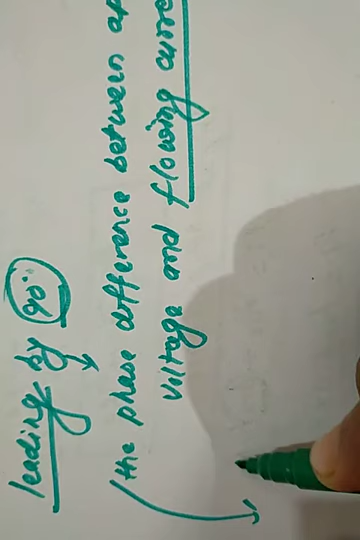 leading by 90°
the phase difference between
voltage and flowing